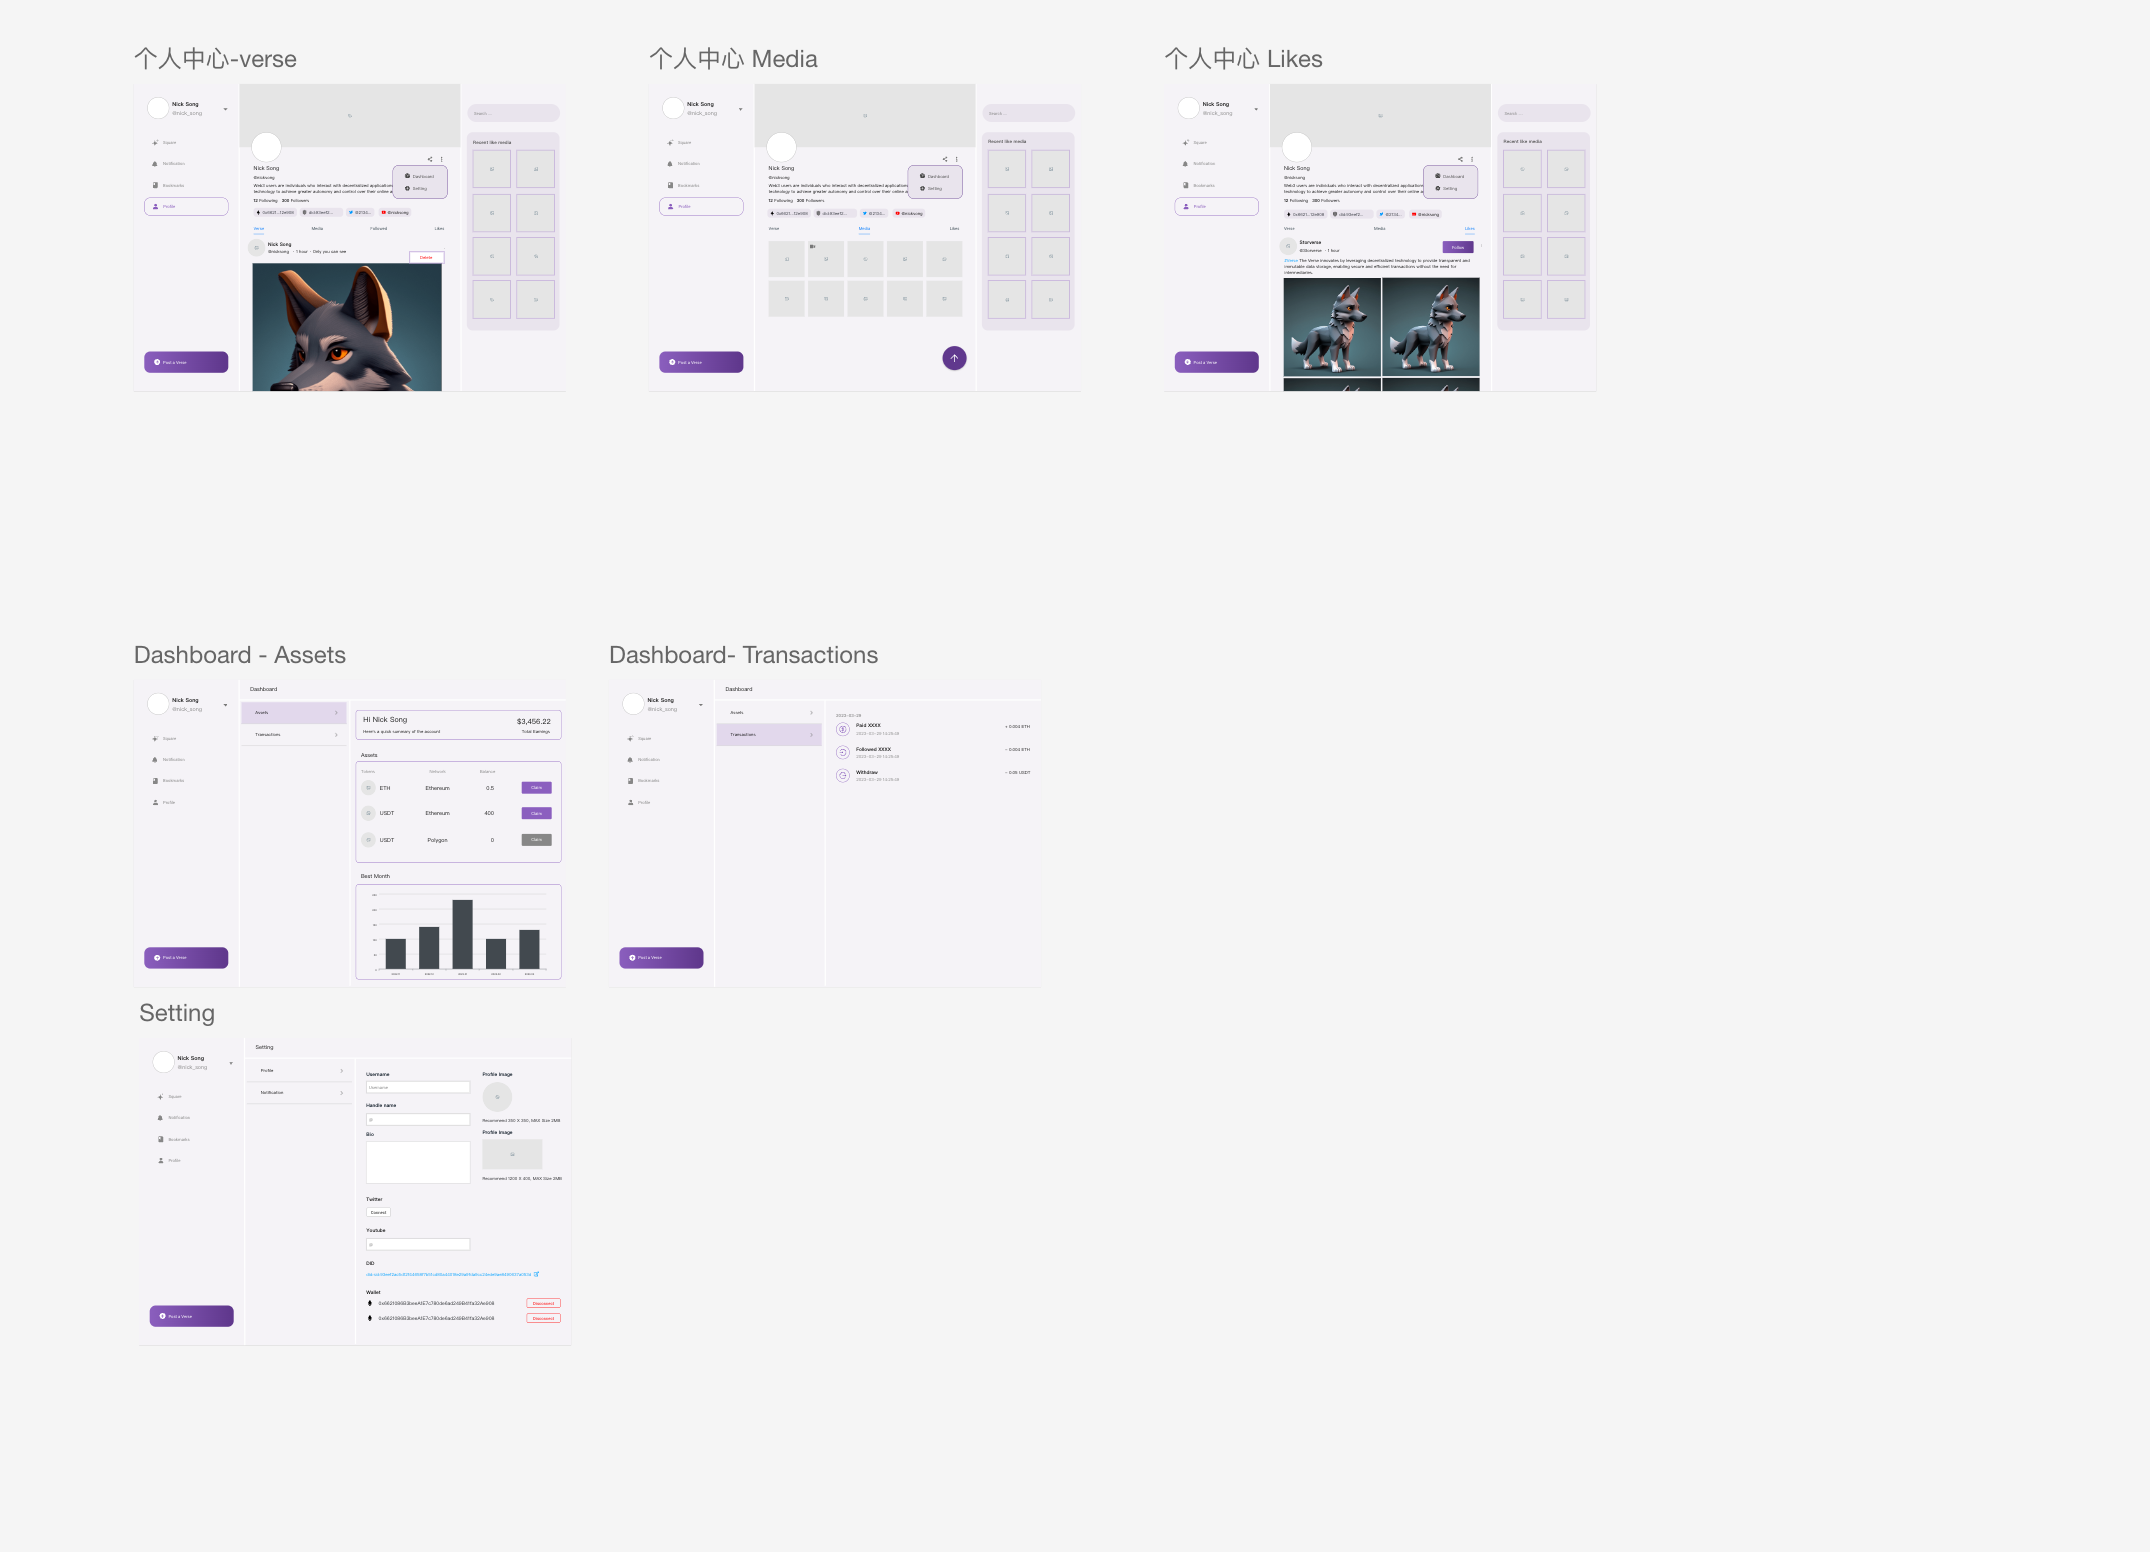 个人中心-verse
Nick Song
@nick_song
Square
Notification
Bookmarks
Profile
Post a Verse
Nick Song
@nicksong
Web3 users are individuals who interact with decentralized applications
technology to achieve greater autonomy and control over their online
12 Following 300 Followers
@nicksong
Dashboard
Setting
Verse
Media
Followed
Likes
Nick Song
@nicksong · 1 hour · Only you can see
Delete
Search...
Recent like media
个人中心 Media
Nick Song
@nick_song
Square
Notification
Bookmarks
Profile
Post a Verse
Nick Song
@nicksong
Web3 users are individuals who interact with decentralized applications
technology to achieve greater autonomy and control over their online
12 Following 300 Followers
@nicksong
Dashboard
Setting
Verse
Media
Likes
Search...
Recent like media
个人中心 Likes
Nick Song
@nick_song
Square
Notification
Bookmarks
Profile
Post a Verse
Nick Song
@nicksong
Web3 users are individuals who interact with decentralized
technology to achieve greater autonomy and control over their online
12 Following 300 Followers
@nicksong
Dashboard
Setting
Verse
Media
Likes
Storverse
@Storverse · 1 hour
Follow
#Verse The Verse innovates by leveraging decentralized technology to provide transparent and
immutable data storage, enabling secure and efficient transactions without the need for
intermediaries.
Search...
Recent like media
Dashboard - Assets
Nick Song
@nick_song
Square
Notification
Bookmarks
Profile
Post a Verse
Dashboard
Assets
Transactions
Hi Nick Song
$3,456.22
Here's a quick summary of the account
Total Earnings
Assets
Tokens Network Balance
ETH Ethereum 0.5 Claim
USDT Ethereum 400 Claim
USDT Polygon 0 Claim
Best Month
Dashboard- Transactions
Nick Song
@nick_song
Square
Notification
Bookmarks
Profile
Post a Verse
Dashboard
Assets
Transactions
Paid XXXX
+ 0.004 ETH
Followed XXXX
- 0.004 ETH
Withdraw
- 0.05 USDT
Setting
Nick Song
@nick_song
Square
Notification
Bookmarks
Profile
Post a Verse
Setting
Profile
Notification
Username
Username
Handle name
@
Bio
Twitter
Connect
Youtube
@
DID
Wallet
Disconnect
Disconnect
Profile Image
Recommend 350 X 350, MAX Size 2MB
Profile Image
Recommend 1200 X 400, MAX Size 2MB